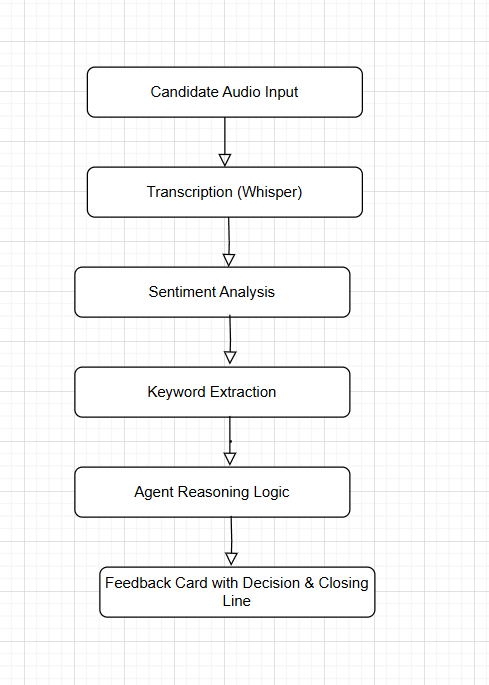 Candidate Audio Input
Transcription (Whisper)
Sentiment Analysis
Keyword Extraction
Agent Reasoning Logic
Feedback Card with Decision & Closing
Line